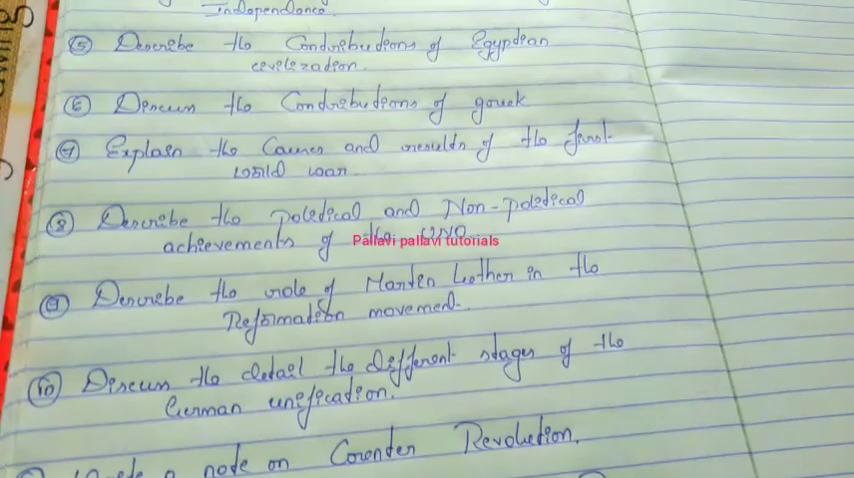 Independence.
⑤ Describe the Contributions of Egyptian
civilization.
⑥ Discuss the Contributions of greek
⑦ Explain the Causes and results of the first
world war.
⑧ Describe the political and Non-political
achievements of the UNO.
Pallavi pallavi tutorials
⑨ Describe the role of Martin Luther in the
Reformation movement.
⑩ Discuss the detail the different stages of the
German unification.
note on Counter Revolution.